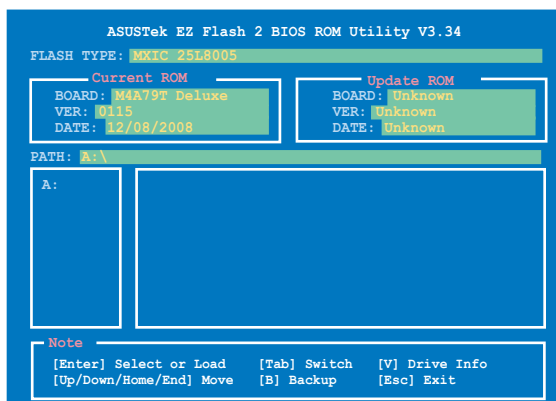 ASUSTek EZ Flash 2 BIOS ROM Utility V3.34
FLASH TYPE: MXIC 25L8005
Current ROM
BOARD: M4A79T Deluxe
VER: 0115
DATE: 12/08/2008
Update ROM
BOARD: Unknown
VER: Unknown
DATE: Unknown
PATH: A:\
A:
Note
[Enter] Select or Load [Tab] Switch [V] Drive Info
[Up/Down/Home/End] Move [B] Backup [Esc] Exit